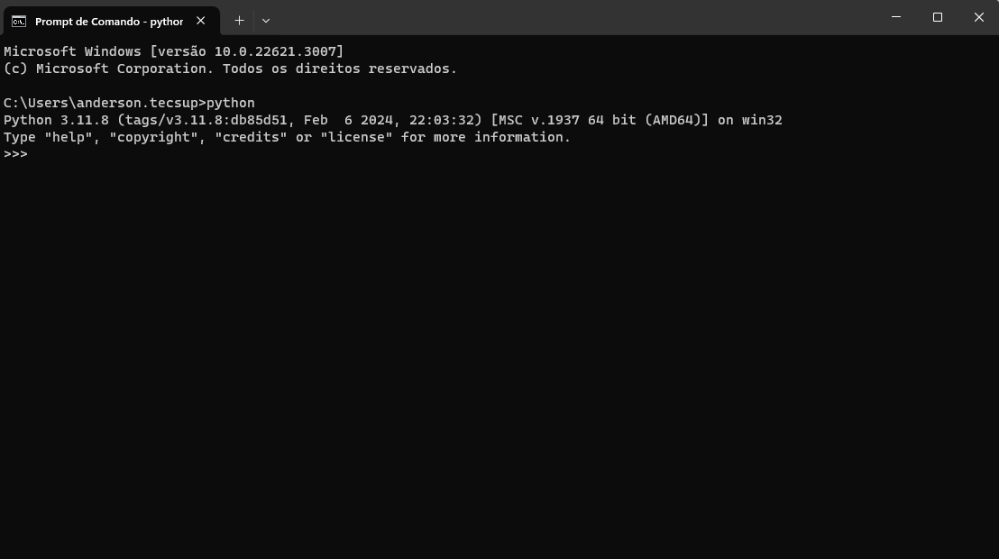 Prompt de Comando - python
Microsoft Windows [versão 10.0.22621.3007]
(c) Microsoft Corporation. Todos os direitos reservados.
C:\Users\anderson.tecsup>python
Python 3.11.8 (tags/v3.11.8:db85d51, Feb  6 2024, 22:03:32) [MSC v.1937 64 bit (AMD64)] on win32
Type "help", "copyright", "credits" or "license" for more information.
>>>